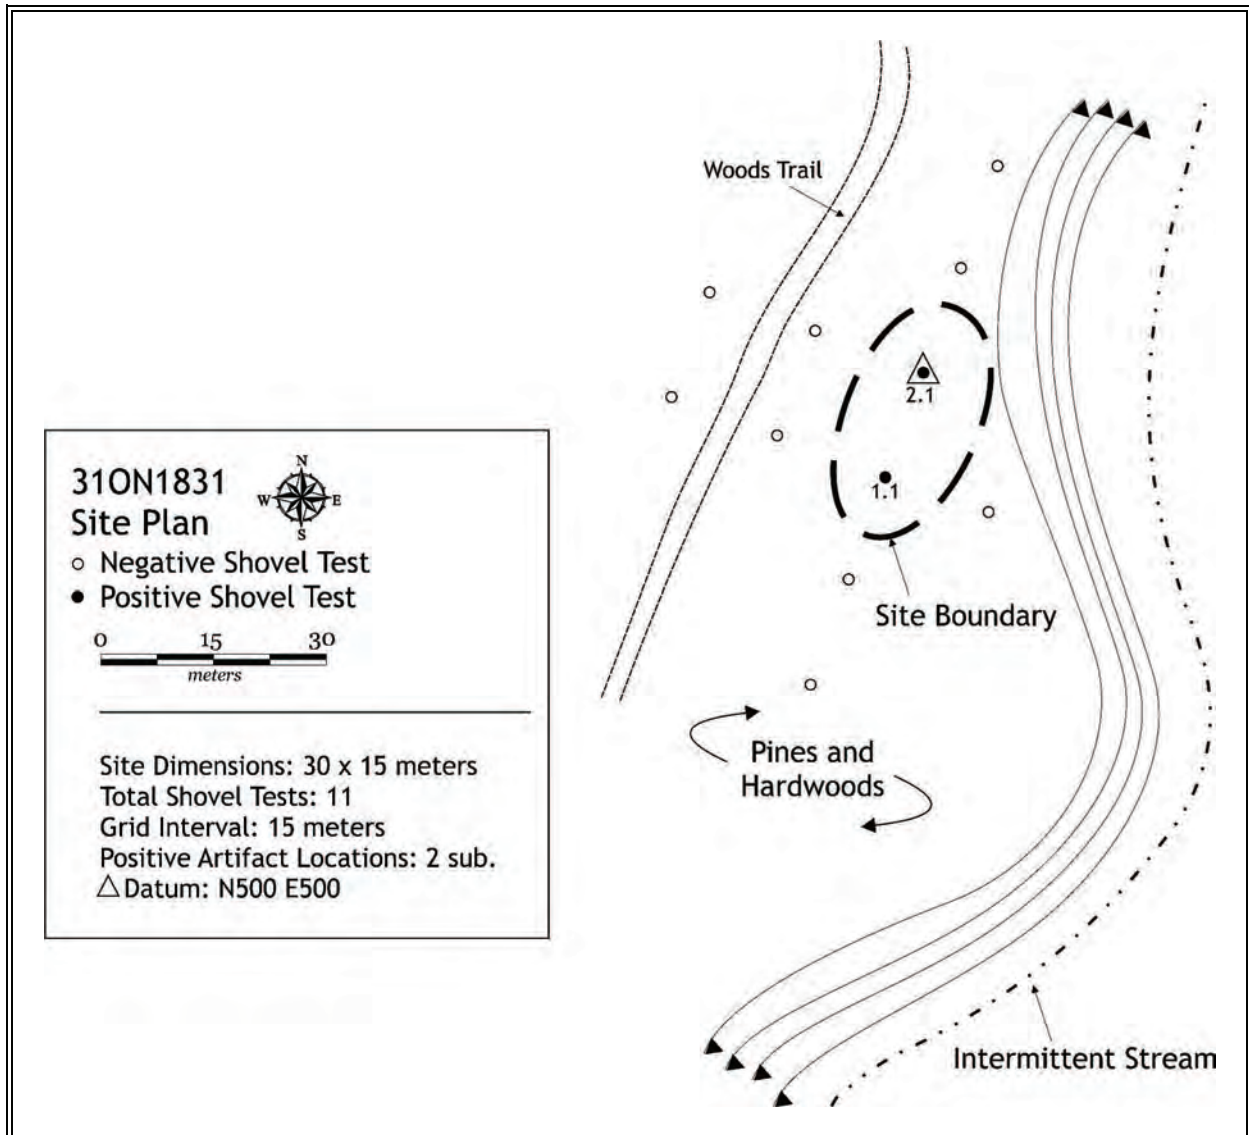 Woods Trail
2.1
1.1
Site Boundary
Pines and
Hardwoods
Intermittent Stream
31ON1831
Site Plan
N
W E
S
Negative Shovel Test
Positive Shovel Test
0 15 30
meters
Site Dimensions: 30 x 15 meters
Total Shovel Tests: 11
Grid Interval: 15 meters
Positive Artifact Locations: 2 sub.
Datum: N500 E500